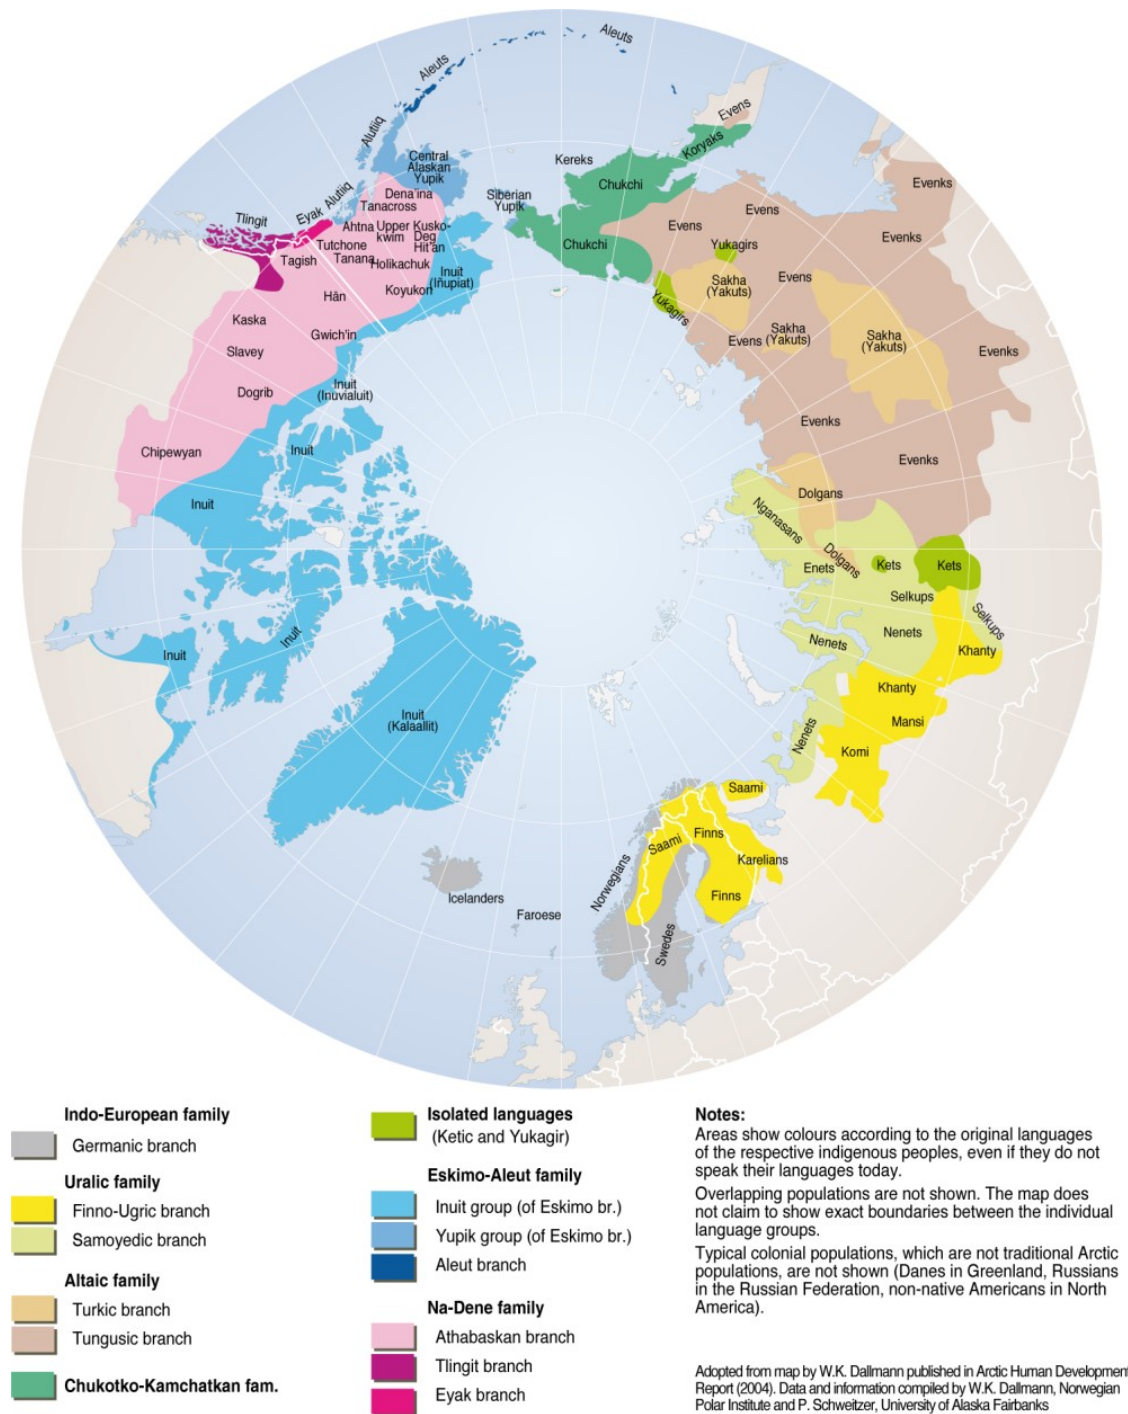 Aleuts
Aleuts
Alutiiq
Central
Alaskan
Yupik
Evens
Koryaks
Kereks
Chukchi
Evenks
Siberian
Yupik
Dena'ina
Tanacross
Eyak
Alutiiq
Tlingit
Ahtna
Upper Kusko-
kwim
Deg
Hit'an
Tutchone
Tanana
Tagish
Holikachuk
Inuit
(Iñupiat)
Koyukon
Hän
Chukchi
Evens
Evens
Evenks
Yukagirs
Sakha
(Yakuts)
Evens
Yukagirs
Kaska
Gwich'in
Slavey
Evens
Sakha
(Yakuts)
Sakha
(Yakuts)
Evenks
Dogrib
Inuit
(Inuvialuit)
Chipewyan
Inuit
Inuit
Evenks
Evenks
Dolgans
Nganasans
Dolgans
Enets
Kets
Kets
Selkups
Selkups
Nenets
Nenets
Khanty
Inuit
Inuit
Inuit
(Kalaallit)
Khanty
Mansi
Nenets
Komi
Saami
Finns
Saami
Karelians
Finns
Norwegians
Swedes
Icelanders
Faroese
Indo-European family
Germanic branch
Uralic family
Finno-Ugric branch
Samoyedic branch
Altaic family
Turkic branch
Tungusic branch
Chukotko-Kamchatkan fam.
Isolated languages
(Ketic and Yukagir)
Eskimo-Aleut family
Inuit group (of Eskimo br.)
Yupik group (of Eskimo br.)
Aleut branch
Na-Dene family
Athabaskan branch
Tlingit branch
Eyak branch
Notes:
Areas show colours according to the original languages
of the respective indigenous peoples, even if they do not
speak their languages today.
Overlapping populations are not shown. The map does
not claim to show exact boundaries between the individual
language groups.
Typical colonial populations, which are not traditional Arctic
populations, are not shown (Danes in Greenland, Russians
in the Russian Federation, non-native Americans in North
America).
Adopted from map by W.K. Dallmann published in Arctic Human Development
Report (2004). Data and information compiled by W.K. Dallmann, Norwegian
Polar Institute and P. Schweitzer, University of Alaska Fairbanks